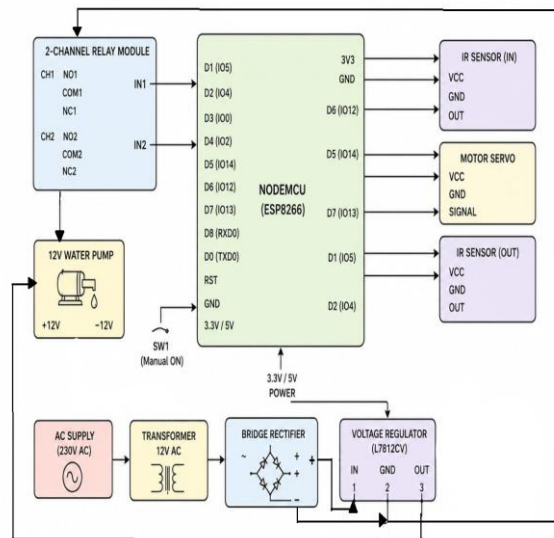 2-CHANNEL RELAY MODULE
CH1 NO1
COM1
NC1
IN1
CH2 NO2
COM2
NC2
IN2
12V WATER PUMP
+12V -12V
D1 (IO5)
D2 (IO4)
D3 (IO0)
D4 (IO2)
D5 (IO14)
D6 (IO12)
D7 (IO13)
D8 (RXD0)
D0 (TXD0)
RST
GND
3.3V / 5V
NODEMCU
(ESP8266)
3V3
GND
D6 (IO12)
D5 (IO14)
D7 (IO13)
D1 (IO5)
D2 (IO4)
IR SENSOR (IN)
VCC
GND
OUT
MOTOR SERVO
VCC
GND
SIGNAL
IR SENSOR (OUT)
VCC
GND
OUT
SW1
(Manual ON)
3.3V / 5V
POWER
AC SUPPLY
(230V AC)
TRANSFORMER
12V AC
BRIDGE RECTIFIER
~ + +
+
−
VOLTAGE REGULATOR
(L7812CV)
IN GND OUT
1 2 3